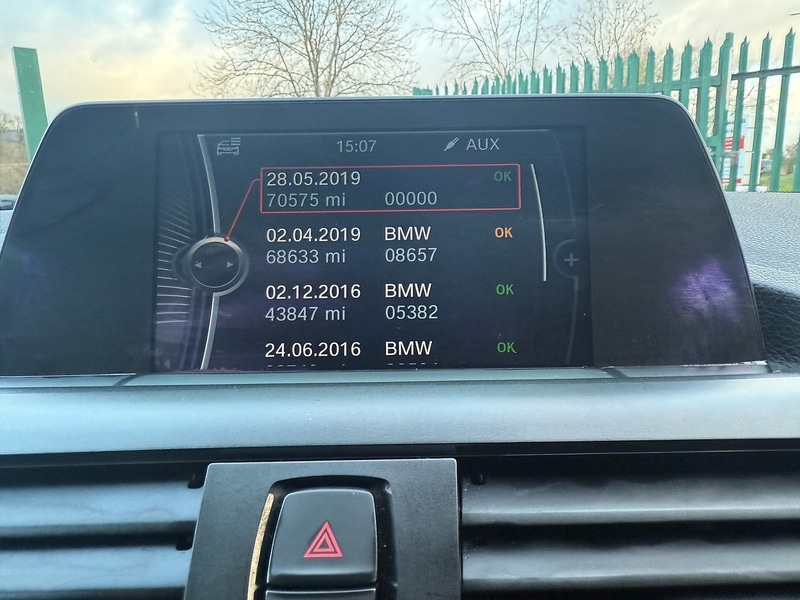 15:07 AUX
28.05.2019 OK
70575 mi 00000
02.04.2019 BMW OK
68633 mi 08657
02.12.2016 BMW OK
43847 mi 05382
24.06.2016 BMW OK